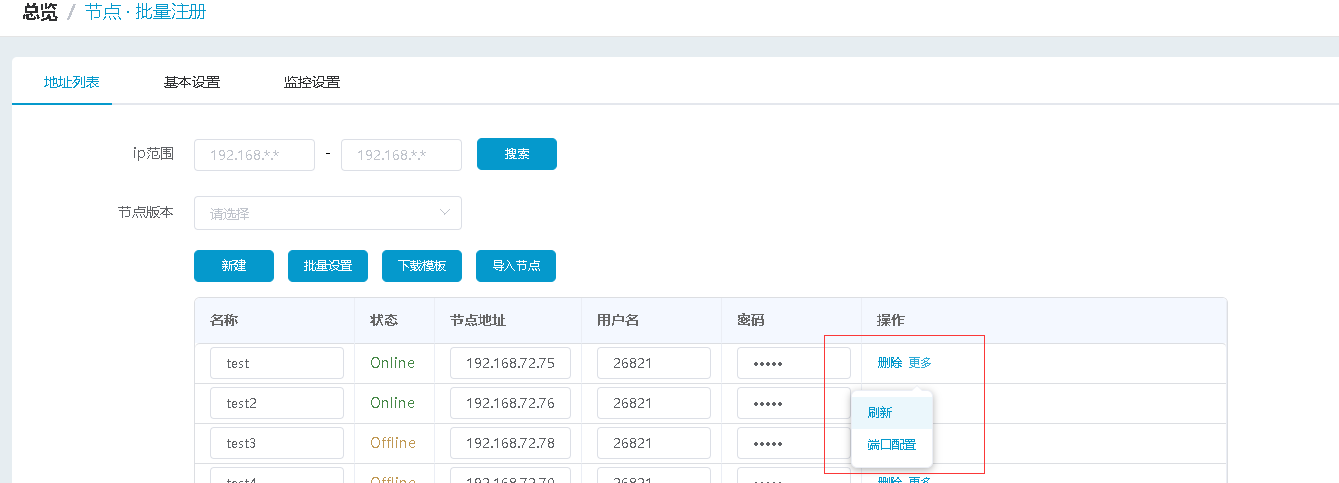 总览 / 节点 · 批量注册
地址列表 基本设置 监控设置
ip范围 192.168.*.* - 192.168.*.* 搜索
节点版本 请选择
新建 批量设置 下载模板 导入节点
名称 状态 节点地址 用户名 密码 操作
test Online 192.168.72.75 26821 ••••• 删除 更多
test2 Online 192.168.72.76 26821 •••••
刷新
test3 Offline 192.168.72.78 26821 •••••
端口配置
test4 Offline 删除 更多